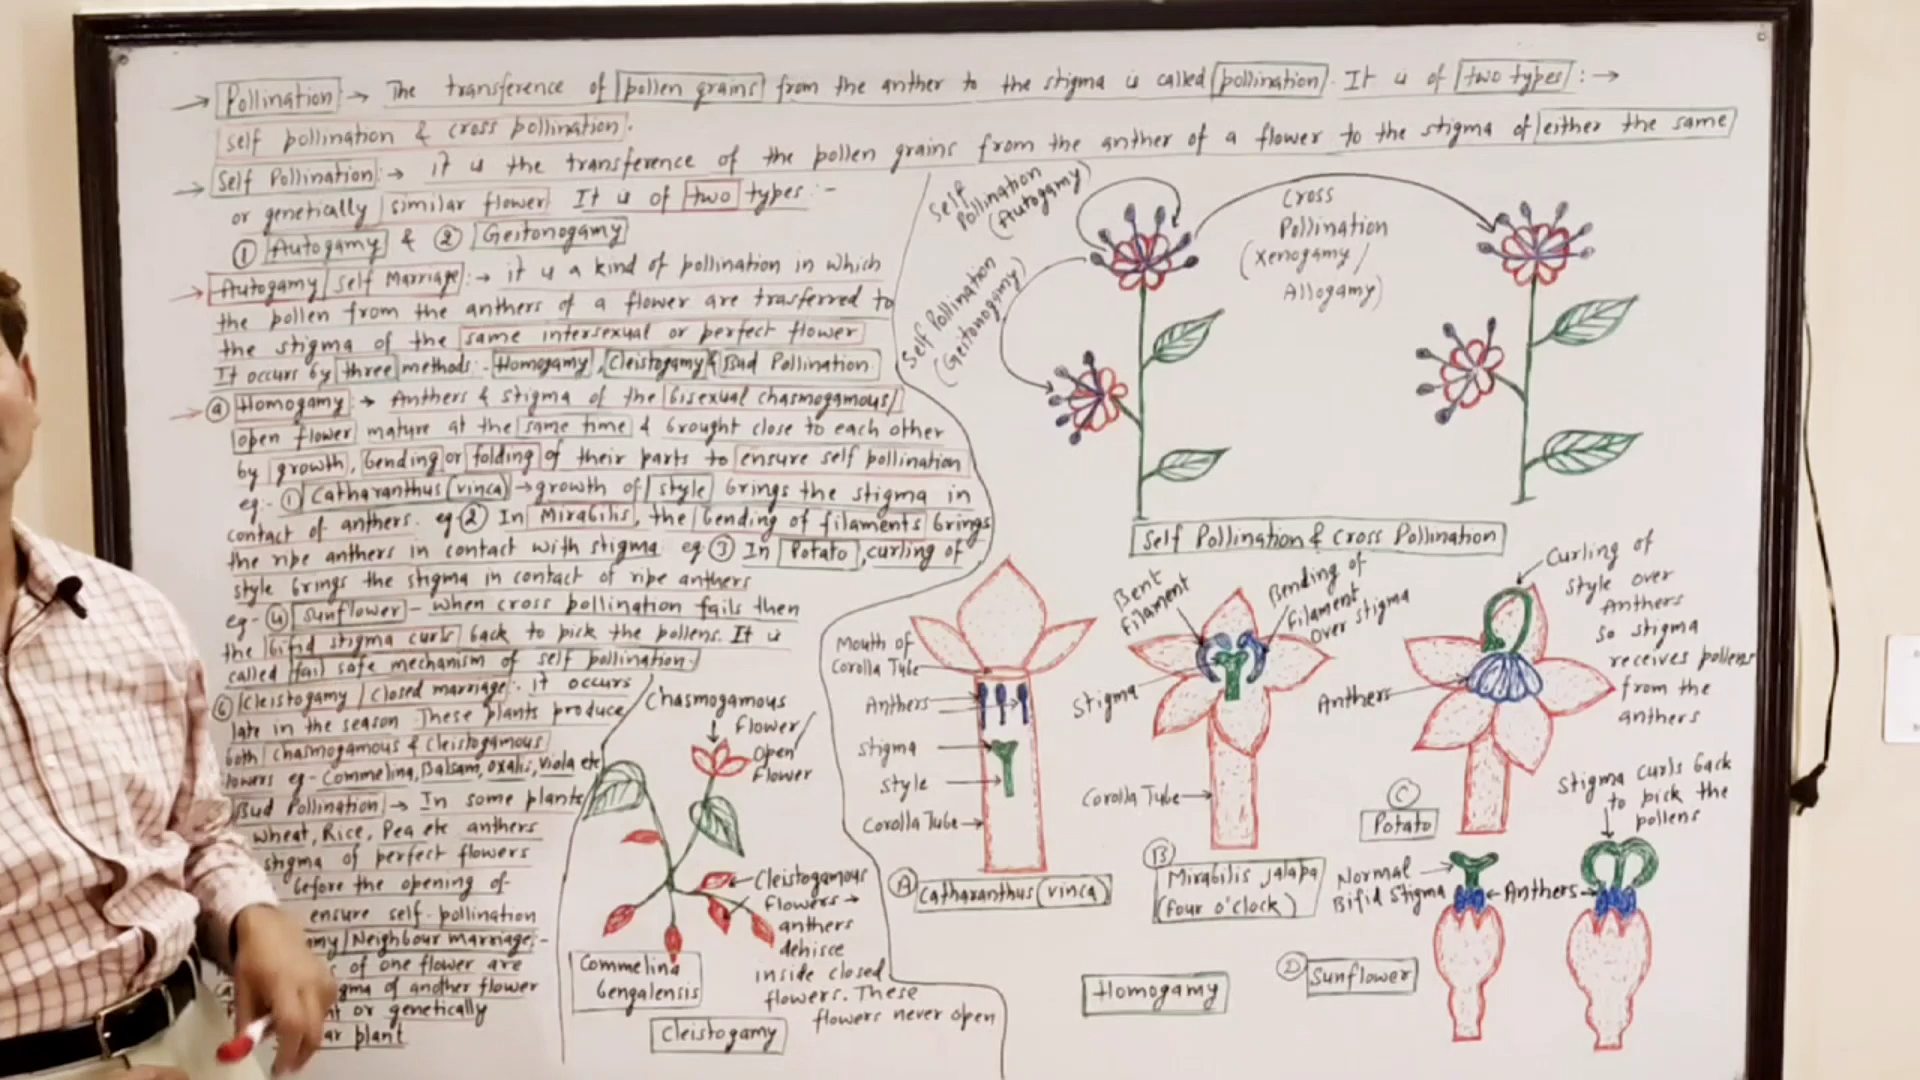 → Pollination → The transference of pollen grains from the anther to the stigma is called pollination. It is of two types :→
self pollination & cross pollination.
→ Self Pollination → it is the transference of the pollen grains from the anther of a flower to the stigma of either the same
or genetically similar flower It is of two types :-
① Autogamy & ② Geitonogamy
→ Autogamy / Self Marriage :→ it is a kind of pollination in which
the pollen from the anthers of a flower are trasferred to
the stigma of the same intersexual or perfect flower
It occurs by three methods :- Homogamy, Cleistogamy & Bud Pollination
→ ⓐ Homogamy → Anthers & stigma of the bisexual chasmogamous/
open flower mature at the same time & brought close to each other
by growth, bending or folding of their parts to ensure self pollination
eg:- ① Catharanthus (vinca) → growth of style brings the stigma in
contact of anthers. eg ② In Mirabilis, the bending of filaments brings
the ripe anthers in contact with stigma eg ③ In Potato, curling of
style brings the stigma in contact of ripe anthers
eg- ④ Sunflower - when cross pollination fails then
the bifid stigma curls back to pick the pollens. It is
called fail safe mechanism of self pollination.
ⓑ Cleistogamy / closed marriage :- it occurs
late in the season These plants produce
both chasmogamous & Cleistogamous
flowers eg- Commelina, Balsam, oxalis, viola etc
Bud Pollination → In some plants
wheat, Rice, Pea etc anthers
stigma of perfect flowers
before the opening of
ensure self-pollination
my / Neighbour marriage :-
of one flower are
gma of another flower
or genetically
ar plant
Self
Pollination
(Autogamy)
Self Pollination
(Geitonogamy)
Cross
Pollination
(xenogamy /
Allogamy)
Self Pollination & Cross Pollination
Chasmogamous
Flower /
Open
Flower
Cleistogamous
flowers →
anthers
dehisce
inside closed
flowers. These
flowers never open
Commelina
bengalensis
Cleistogamy
Mouth of
Corolla Tube
Anthers
stigma
style
Corolla Tube
Ⓐ Catharanthus (vinca)
Bent
Filament
Bending of
Filament
over stigma
Stigma
Corolla Tube
Ⓑ
Mirabilis jalapa
(four o'clock)
Curling of
style over
Anthers
so stigma
receives pollens
from the
anthers
Anthers
Ⓒ
Potato
Stigma curls back
to pick the
pollens
Normal
Bifid Stigma
Anthers
Ⓓ Sunflower
Homogamy